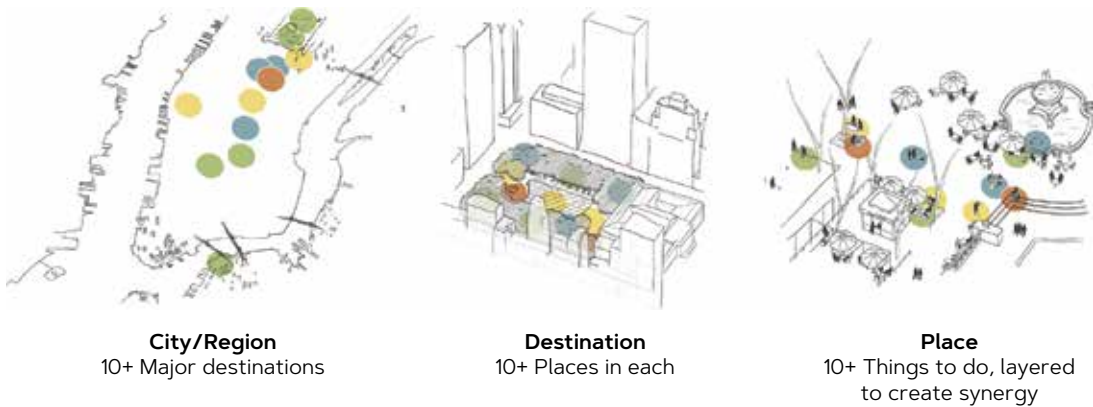 City/Region
10+ Major destinations
Destination
10+ Places in each
Place
10+ Things to do, layered
to create synergy